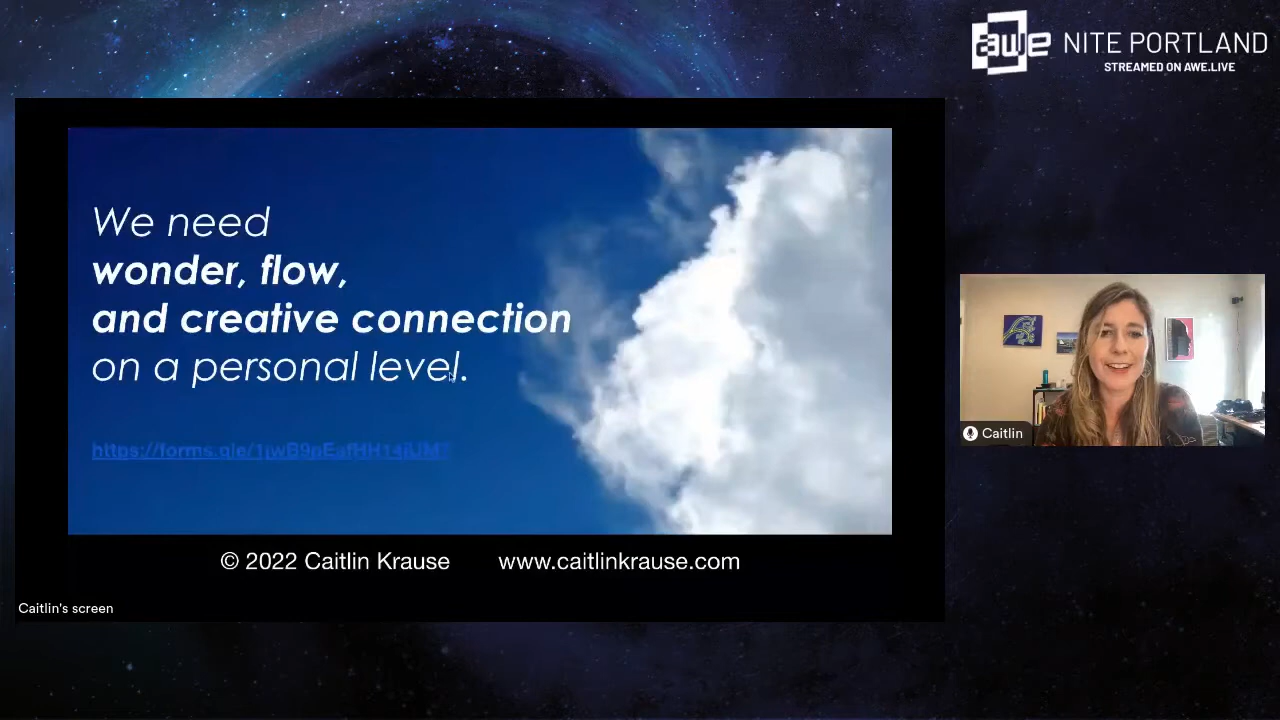 awe NITE PORTLAND
STREAMED ON AWE.LIVE
We need
wonder, flow,
and creative connection
on a personal level.
Caitlin
© 2022 Caitlin Krause www.caitlinkrause.com
Caitlin's screen